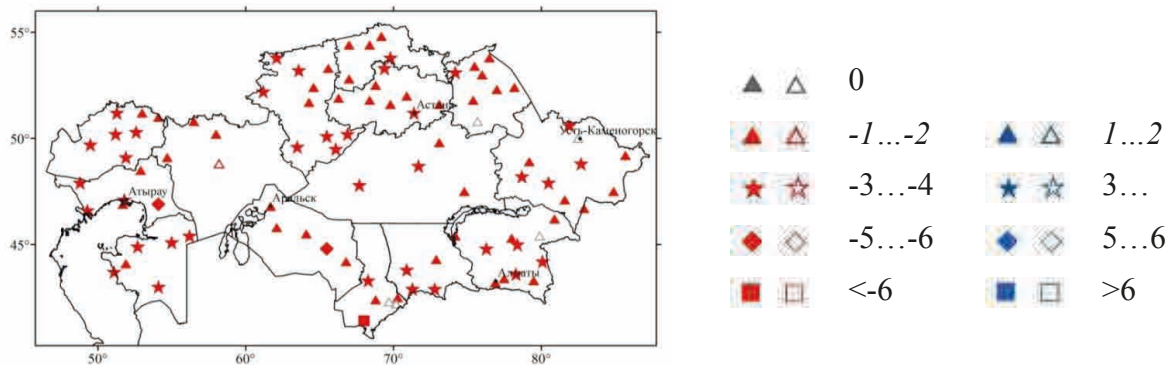 55°
50°
45°
50° 60° 70° 80°
Астана
Усть-Каменогорск
Атырау
Аральск
Алматы
0
-1...-2 1...2
-3…-4 3…
-5…-6 5…6
<-6 >6